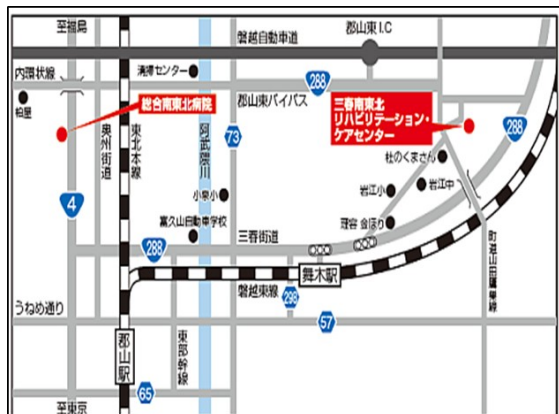 至福島
磐越自動車道
郡山東I.C
内環状線
清掃センター
288
柏屋
総合南東北病院
郡山東バイパス
三春南東北
リハビリテーション・
ケアセンター
288
奥州街道
東北本線
阿武隈川
73
杜のくまさん
4
小泉小
岩江小
岩江中
富久山自動車学校
理容 金ほり
288
三春街道
舞木駅
町道山田鷹巣線
うねめ通り
磐越東線
298
57
郡山駅
東部幹線
65
至東京